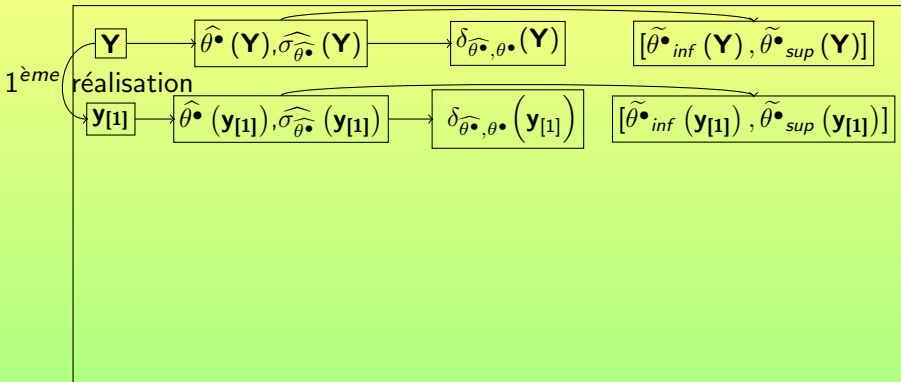 Y θ̂• (Y), σ̂_θ̂• (Y) δ_θ̂•,θ• (Y) [θ̃•_inf (Y) , θ̃•_sup (Y)]
1ème réalisation
y[1] θ̂• (y[1]), σ̂_θ̂• (y[1]) δ_θ̂•,θ• (y[1]) [θ̃•_inf (y[1]) , θ̃•_sup (y[1])]